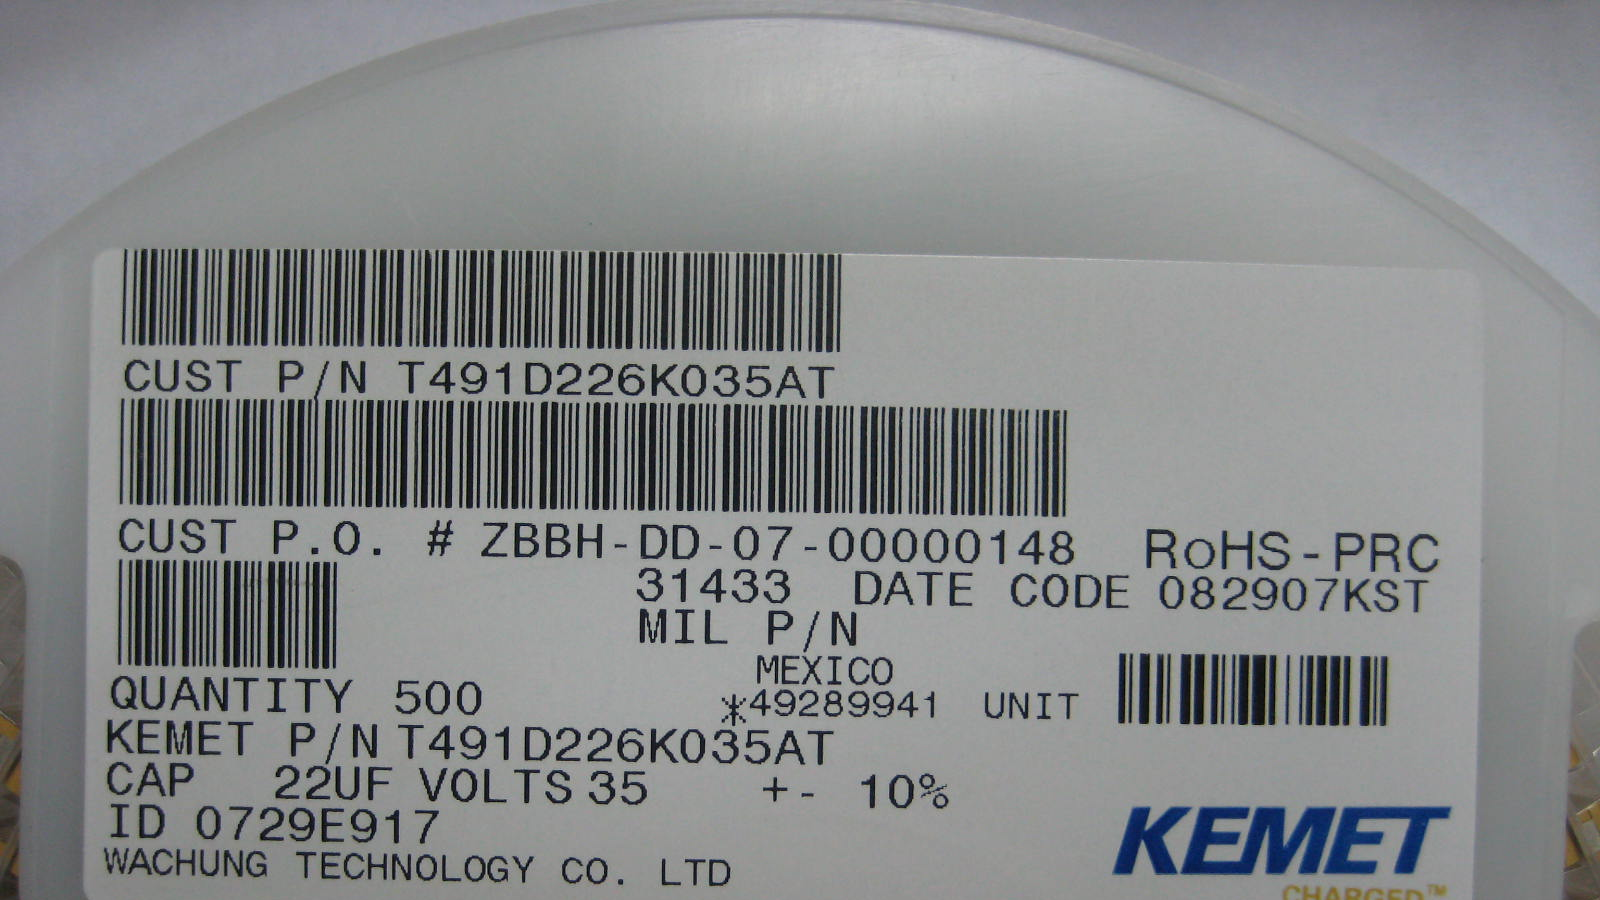 CUST P/N T491D226K035AT
CUST P.O. # ZBBH-DD-07-00000148 RoHS-PRC
31433 DATE CODE 082907KST
MIL P/N
MEXICO
QUANTITY 500 *49289941 UNIT
KEMET P/N T491D226K035AT
CAP 22UF VOLTS 35 +- 10%
ID 0729E917
WACHUNG TECHNOLOGY CO. LTD
KEMET
CHARGED™